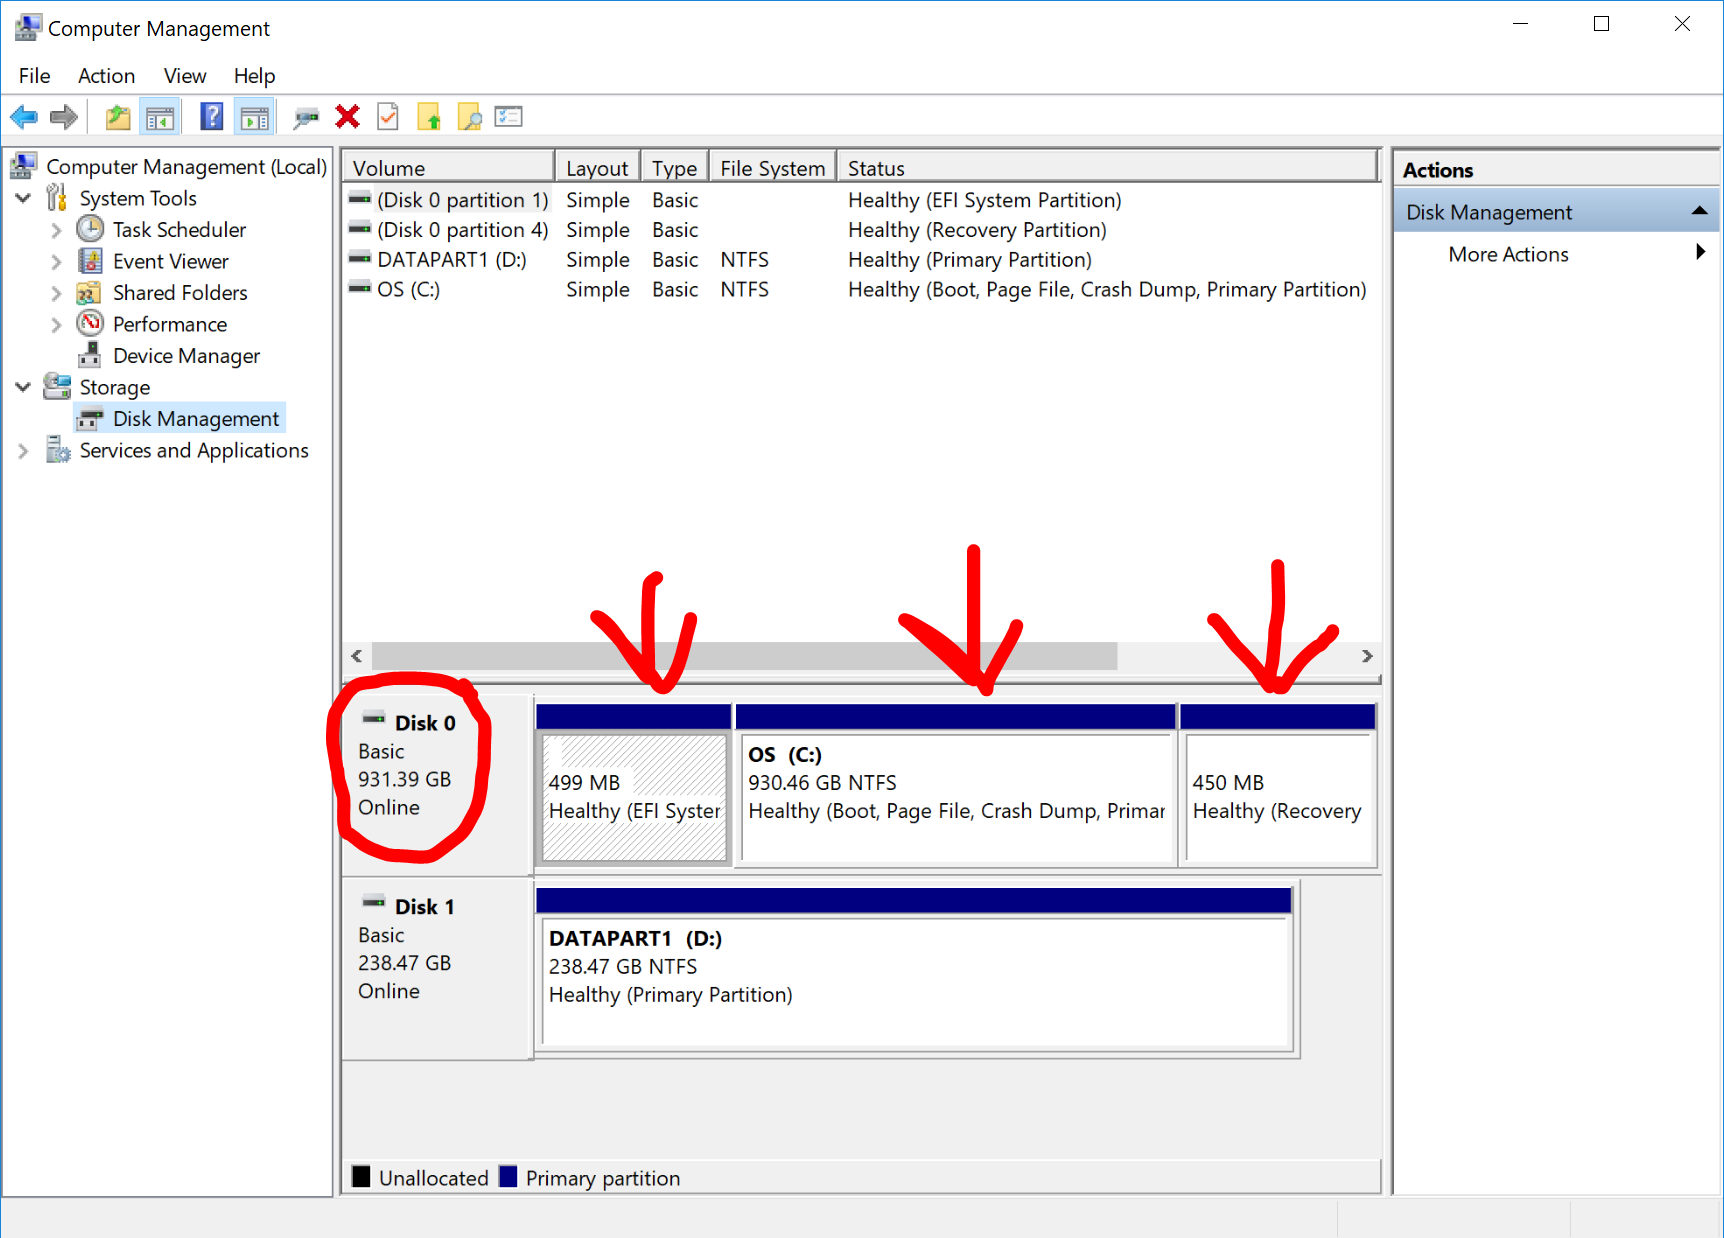 Computer Management
File Action View Help
Computer Management (Local)
System Tools
Task Scheduler
Event Viewer
Shared Folders
Performance
Device Manager
Storage
Disk Management
Services and Applications
Volume Layout Type File System Status
(Disk 0 partition 1) Simple Basic Healthy (EFI System Partition)
(Disk 0 partition 4) Simple Basic Healthy (Recovery Partition)
DATAPART1 (D:) Simple Basic NTFS Healthy (Primary Partition)
OS (C:) Simple Basic NTFS Healthy (Boot, Page File, Crash Dump, Primary Partition)
Disk 0
Basic
931.39 GB
Online
499 MB
Healthy (EFI Syster
OS (C:)
930.46 GB NTFS
Healthy (Boot, Page File, Crash Dump, Primar
450 MB
Healthy (Recovery
Disk 1
Basic
238.47 GB
Online
DATAPART1 (D:)
238.47 GB NTFS
Healthy (Primary Partition)
Unallocated Primary partition
Actions
Disk Management
More Actions